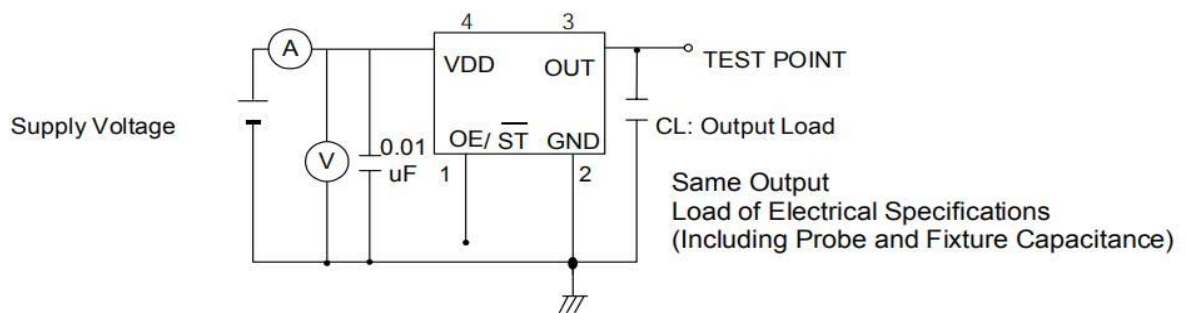 4 3
A
VDD OUT
TEST POINT
Supply Voltage
CL: Output Load
V
0.01
uF
OE/ ST GND
1 2
Same Output
Load of Electrical Specifications
(Including Probe and Fixture Capacitance)